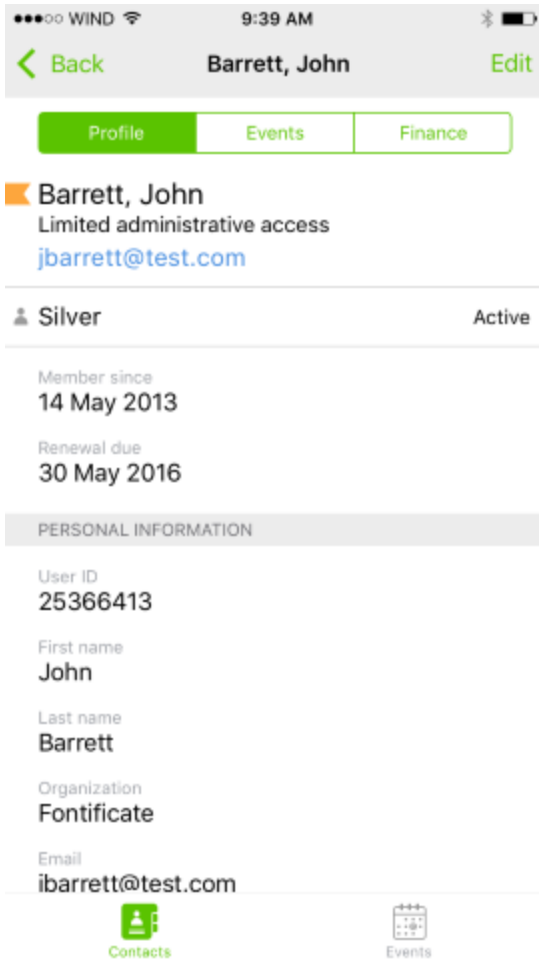 WIND 9:39 AM
Back Barrett, John Edit
Profile Events Finance
Barrett, John
Limited administrative access
jbarrett@test.com
Silver Active
Member since
14 May 2013
Renewal due
30 May 2016
PERSONAL INFORMATION
User ID
25366413
First name
John
Last name
Barrett
Organization
Fontificate
Email
jbarrett@test.com
Contacts Events